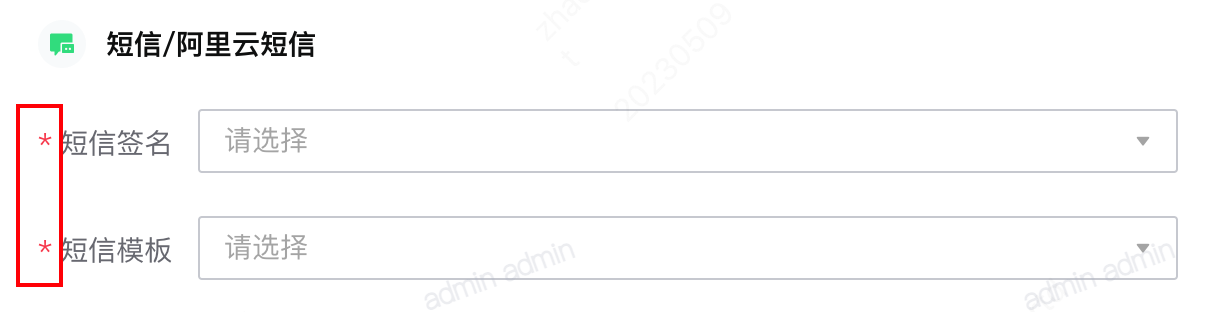 短信/阿里云短信
* 短信签名 请选择
* 短信模板 请选择
admin admin
admin admin
20230509